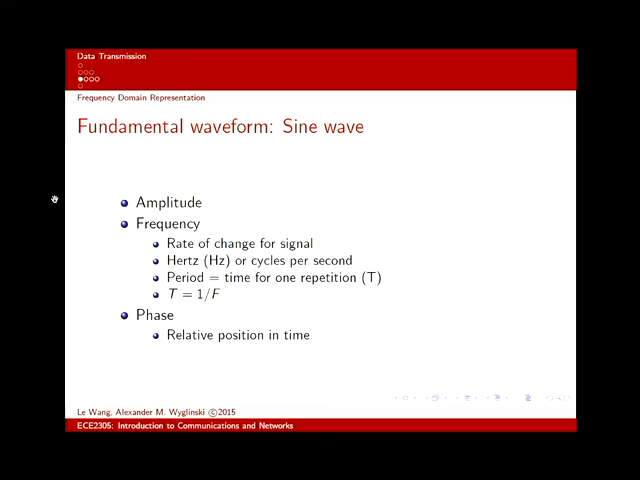 Data Transmission
Frequency Domain Representation
Fundamental waveform: Sine wave
Amplitude
Frequency
Rate of change for signal
Hertz (Hz) or cycles per second
Period = time for one repetition (T)
T = 1/F
Phase
Relative position in time
Le Wang, Alexander M. Wyglinski ©2015
ECE2305: Introduction to Communications and Networks